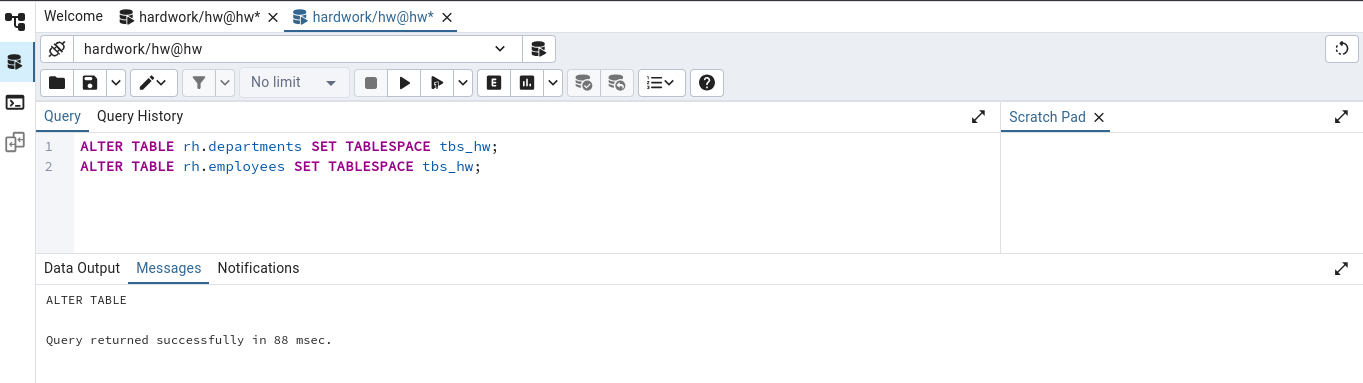 Welcome hardwork/hw@hw* hardwork/hw@hw*
hardwork/hw@hw
No limit E
Query Query History Scratch Pad
1 ALTER TABLE rh.departments SET TABLESPACE tbs_hw;
2 ALTER TABLE rh.employees SET TABLESPACE tbs_hw;
Data Output Messages Notifications
ALTER TABLE
Query returned successfully in 88 msec.